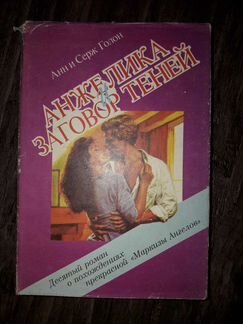 Анн и Серж Голон
АНЖЕЛИКА
И
ЗАГОВОР ТЕНЕЙ
Десятый роман
о похождениях
прекрасной «Маркизы Ангелов»